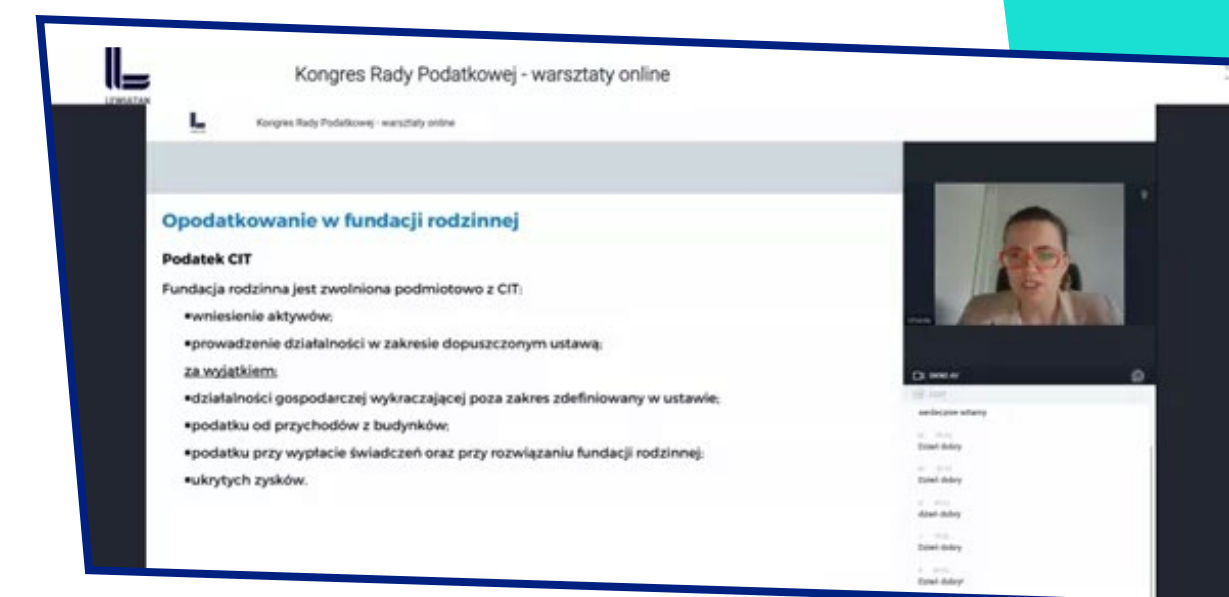 LEWIATAN
Kongres Rady Podatkowej - warsztaty online
Kongres Rady Podatkowej - warsztaty online
Opodatkowanie w fundacji rodzinnej
Podatek CIT
Fundacja rodzinna jest zwolniona podmiotowo z CIT:
▪wniesienie aktywów;
▪prowadzenie działalności w zakresie dopuszczonym ustawą;
za wyjątkiem:
▪działalności gospodarczej wykraczającej poza zakres zdefiniowany w ustawie;
▪podatku od przychodów z budynków;
▪podatku przy wypłacie świadczeń oraz przy rozwiązaniu fundacji rodzinnej;
▪ukrytych zysków.
serdecznie witamy
Dzień dobry
Dzień dobry
dzień dobry
Dzień dobry
Dzień dobry!